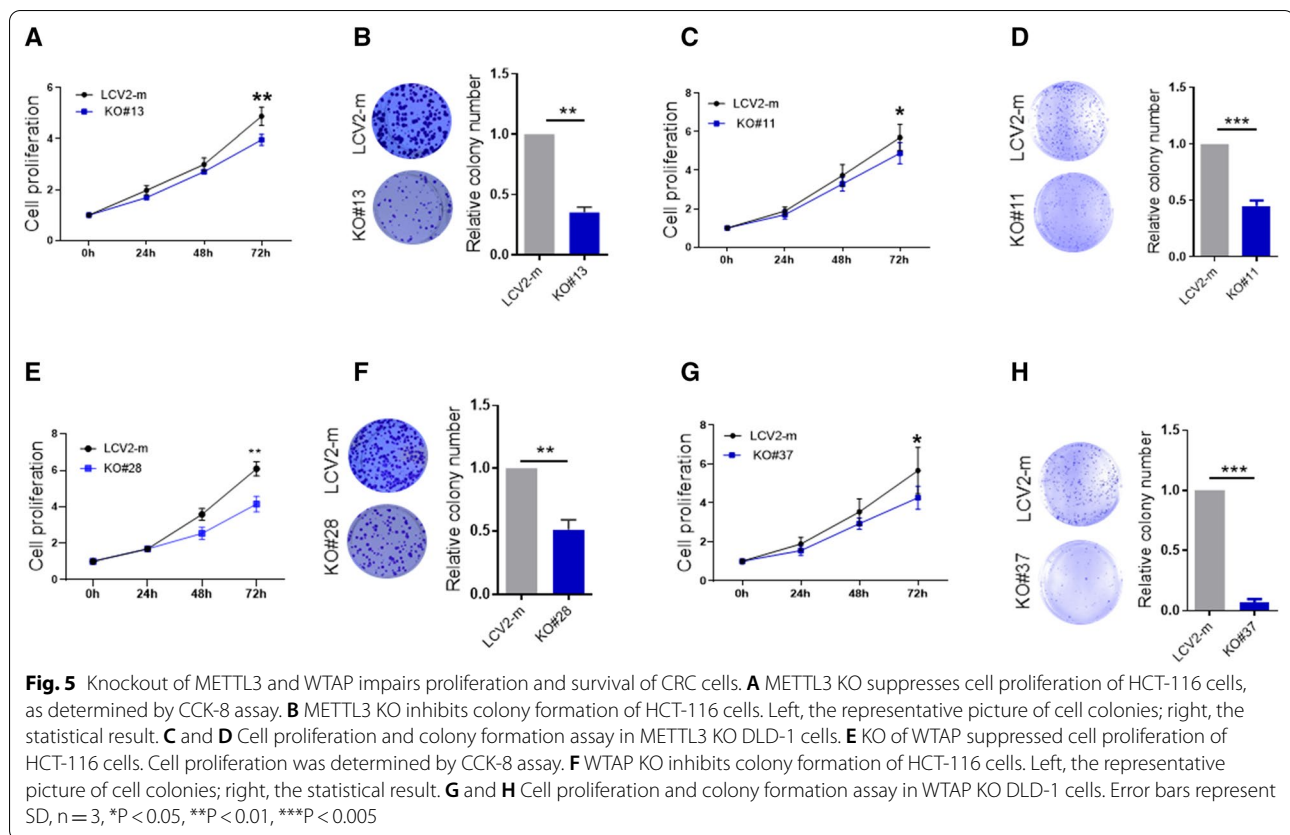 A
Cell proliferation
6
4
2
0
LCV2-m
KO#13
**
0h 24h 48h 72h
B
LCV2-m
KO#13
Relative colony number
1.5
1.0
0.5
0.0
**
LCV2-m KO#13
C
Cell proliferation
8
6
4
2
0
LCV2-m
KO#11
*
0h 24h 48h 72h
D
LCV2-m
KO#11
Relative colony number
1.5
1.0
0.5
0.0
***
LCV2-m KO#11
E
Cell proliferation
8
6
4
2
0
LCV2-m
KO#28
**
0h 24h 48h 72h
F
LCV2-m
KO#28
Relative colony number
1.5
1.0
0.5
0.0
**
LCV2-m KO#28
G
Cell proliferation
8
6
4
2
0
LCV2-m
KO#37
*
0h 24h 48h 72h
H
LCV2-m
KO#37
Relative colony number
1.5
1.0
0.5
0.0
***
LCV2-m KO#37
Fig. 5 Knockout of METTL3 and WTAP impairs proliferation and survival of CRC cells. A METTL3 KO suppresses cell proliferation of HCT-116 cells,
as determined by CCK-8 assay. B METTL3 KO inhibits colony formation of HCT-116 cells. Left, the representative picture of cell colonies; right, the
statistical result. C and D Cell proliferation and colony formation assay in METTL3 KO DLD-1 cells. E KO of WTAP suppressed cell proliferation of
HCT-116 cells. Cell proliferation was determined by CCK-8 assay. F WTAP KO inhibits colony formation of HCT-116 cells. Left, the representative
picture of cell colonies; right, the statistical result. G and H Cell proliferation and colony formation assay in WTAP KO DLD-1 cells. Error bars represent
SD, n = 3, *P < 0.05, **P < 0.01, ***P < 0.005